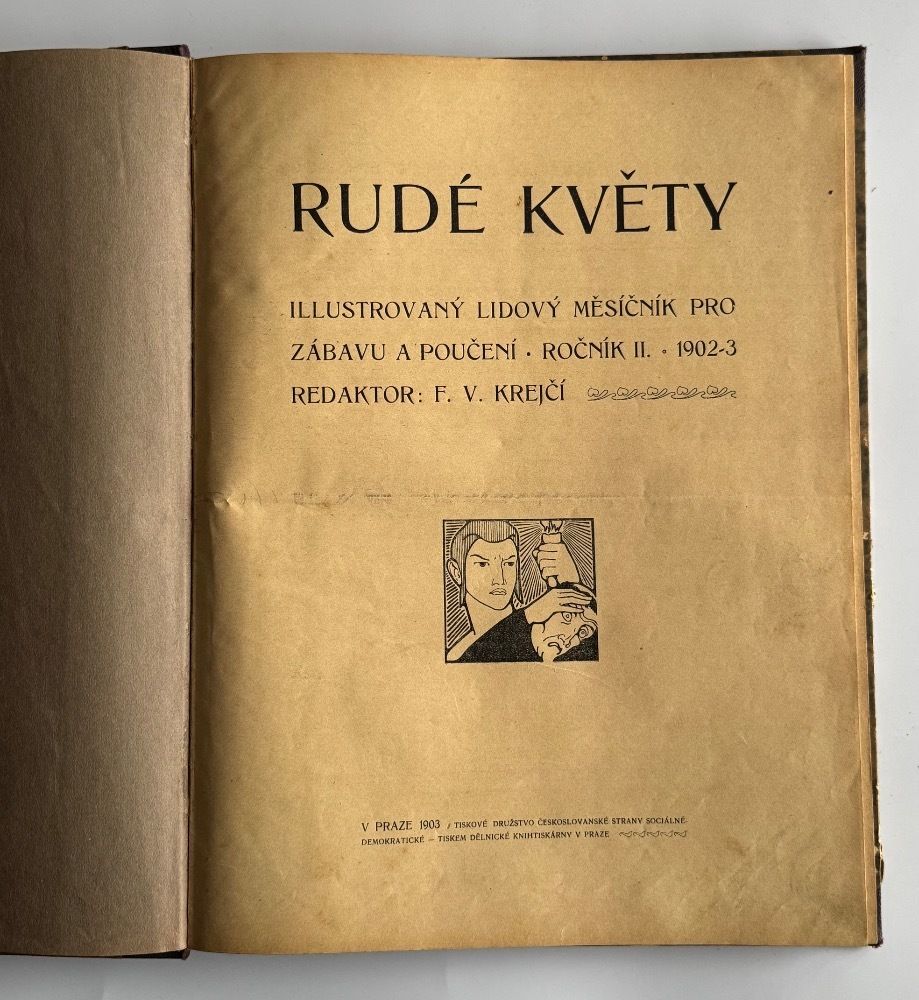 RUDÉ KVĚTY
ILLUSTROVANÝ LIDOVÝ MĚSÍČNÍK PRO
ZÁBAVU A POUČENÍ · ROČNÍK II. ∘ 1902-3
REDAKTOR: F. V. KREJČÍ
V PRAZE 1903 / TISKOVÉ DRUŽSTVO ČESKOSLOVANSKÉ STRANY SOCIÁLNĚ-
DEMOKRATICKÉ — TISKEM DĚLNICKÉ KNIHTISKÁRNY V PRAZE